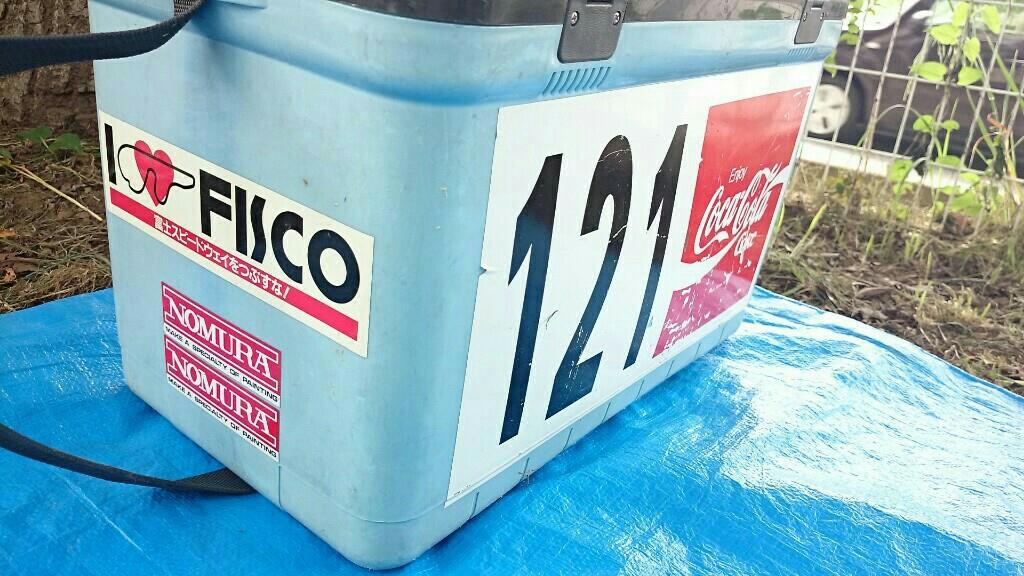 I FISCO
富士スピードウェイをつぶすな!
NOMURA
MAKE A SPECIALTY OF PAINTING
NOMURA
MAKE A SPECIALTY OF PAINTING
121
Enjoy
Coca-Cola
Coke